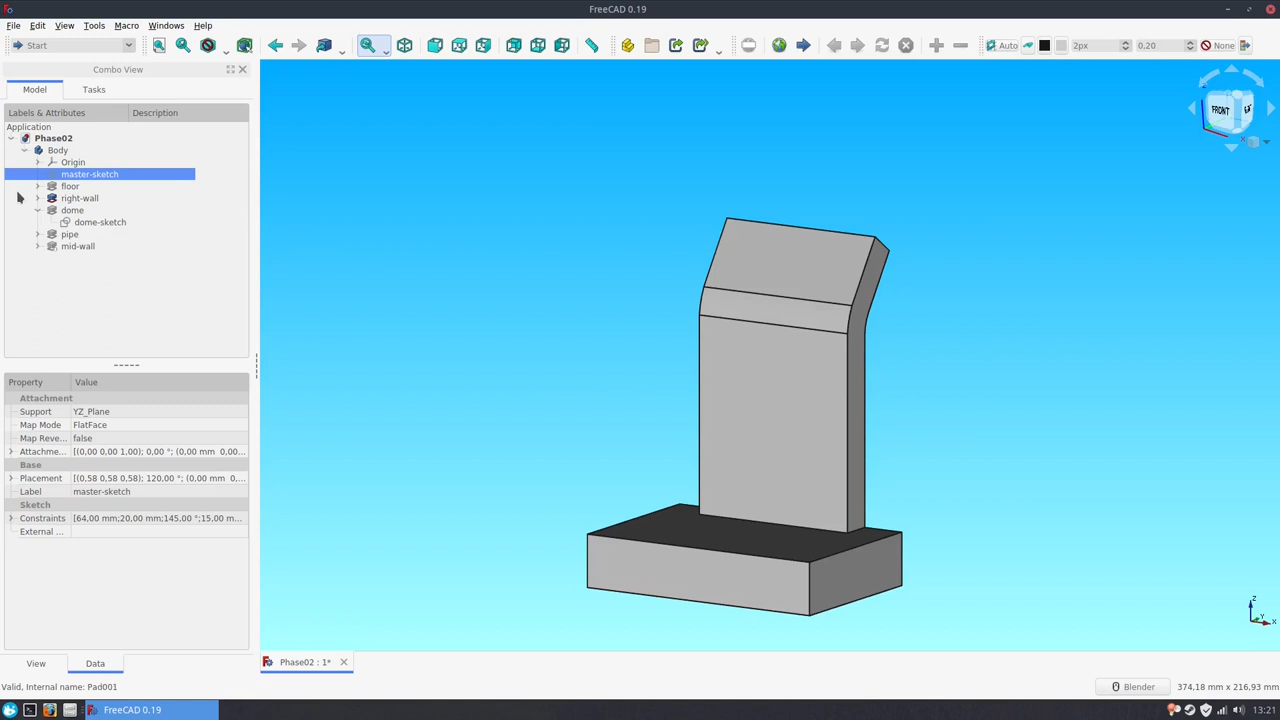 FreeCAD 0.19
File Edit View Tools Macro Windows Help
Start
Auto 2px 0,20 None
Combo View
Model Tasks
Labels & Attributes Description
Application
Phase02
Body
Origin
master-sketch
floor
right-wall
dome
dome-sketch
pipe
mid-wall
FRONT
Property Value
Attachment
Support YZ_Plane
Map Mode FlatFace
Map Reve... false
Attachme... [(0,00 0,00 1,00); 0,00 °; (0,00 mm 0,00...
Base
Placement [(0,58 0,58 0,58); 120,00 °; (0,00 mm 0,...
Label master-sketch
Sketch
Constraints [64,00 mm;20,00 mm;145,00 °;15,00 m...
External ...
Z
Y
X
View Data
Phase02 : 1*
Valid, Internal name: Pad001
Blender 374,18 mm x 216,93 mm
FreeCAD 0.19
13:21